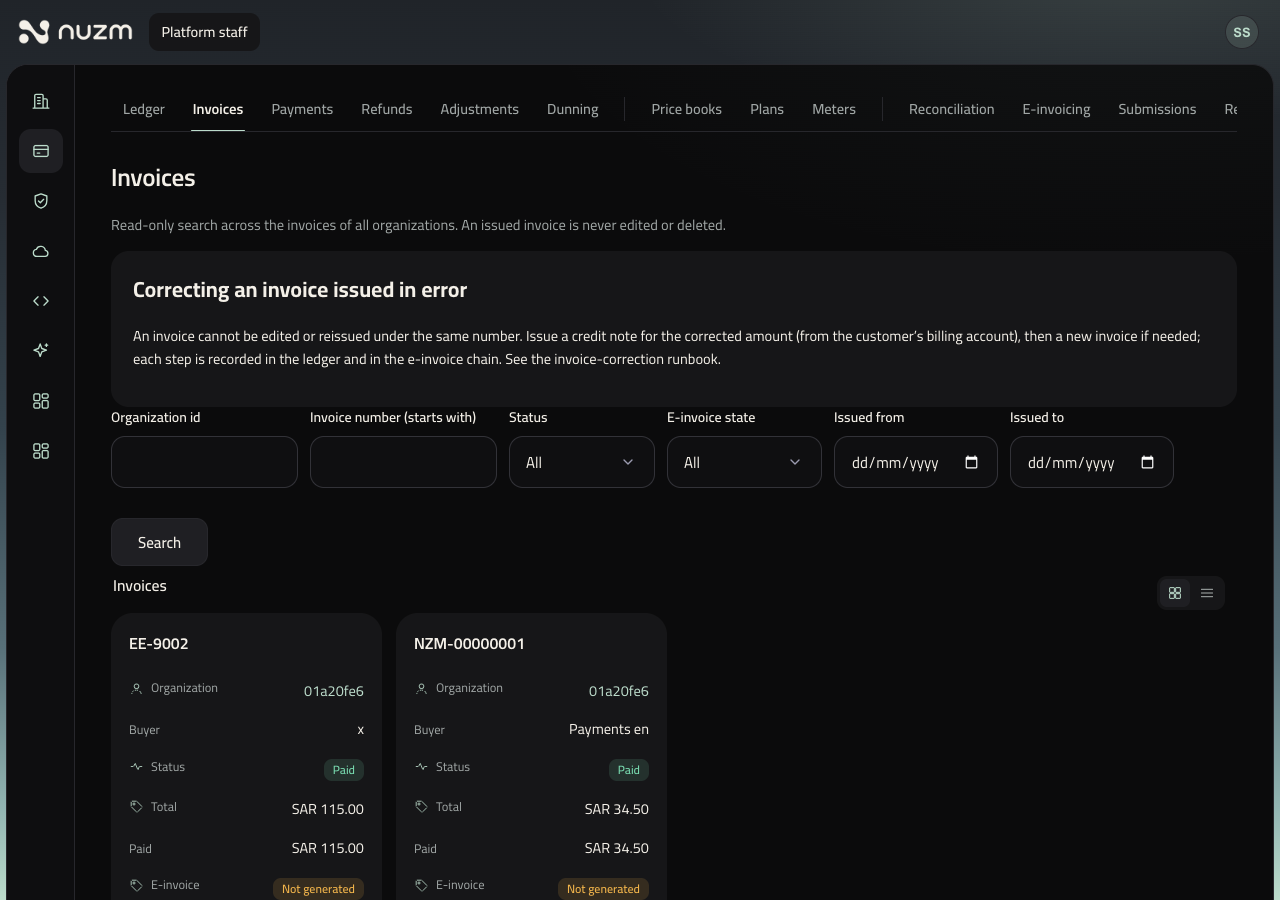 nuzm
Platform staff
SS
Ledger
Invoices
Payments
Refunds
Adjustments
Dunning
Price books
Plans
Meters
Reconciliation
E-invoicing
Submissions
Invoices
Read-only search across the invoices of all organizations. An issued invoice is never edited or deleted.
Correcting an invoice issued in error
An invoice cannot be edited or reissued under the same number. Issue a credit note for the corrected amount (from the customer’s billing account), then a new invoice if needed;
each step is recorded in the ledger and in the e-invoice chain. See the invoice-correction runbook.
Organization id
Invoice number (starts with)
Status
E-invoice state
Issued from
Issued to
All
All
dd/mm/yyyy
dd/mm/yyyy
Search
Invoices
EE-9002
Organization 01a20fe6
Buyer x
Status Paid
Total SAR 115.00
Paid SAR 115.00
E-invoice Not generated
NZM-00000001
Organization 01a20fe6
Buyer Payments en
Status Paid
Total SAR 34.50
Paid SAR 34.50
E-invoice Not generated